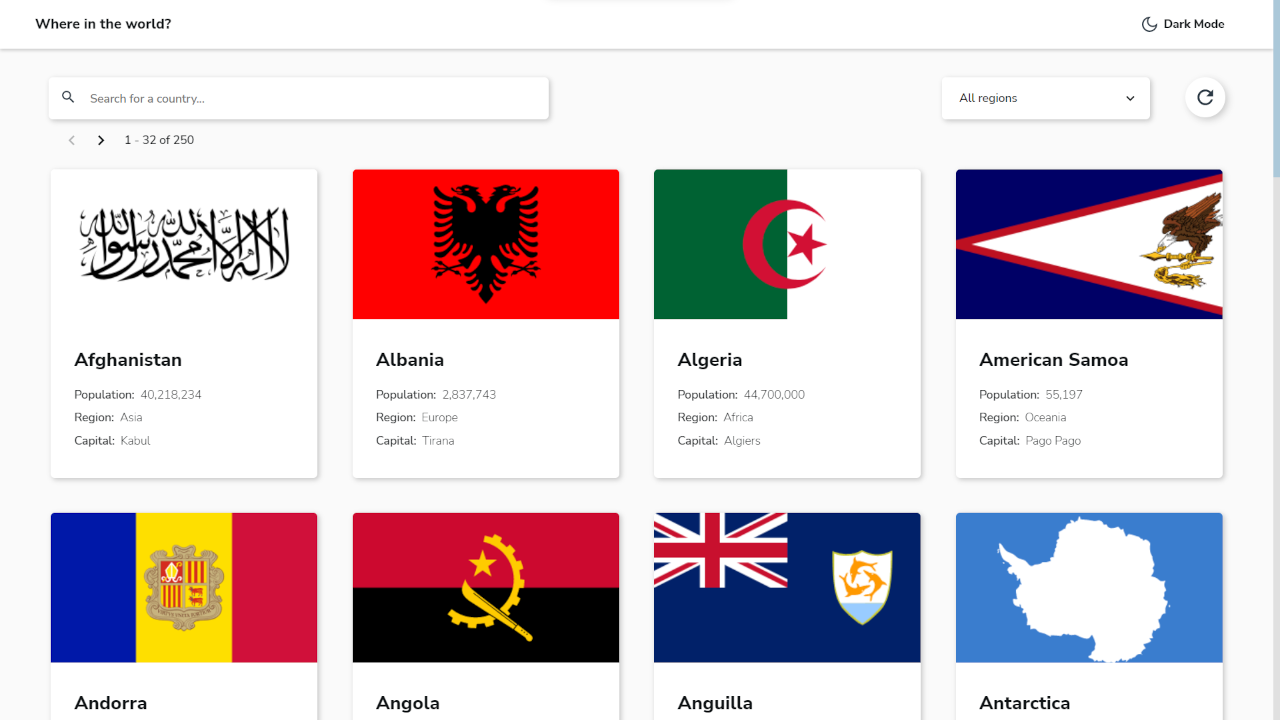 Where in the world?
Dark Mode
Search for a country...
All regions
1 - 32 of 250
لا إله إلا الله محمد رسول الله
Afghanistan
Population: 40,218,234
Region: Asia
Capital: Kabul
Albania
Population: 2,837,743
Region: Europe
Capital: Tirana
Algeria
Population: 44,700,000
Region: Africa
Capital: Algiers
American Samoa
Population: 55,197
Region: Oceania
Capital: Pago Pago
Andorra
Angola
Anguilla
Antarctica